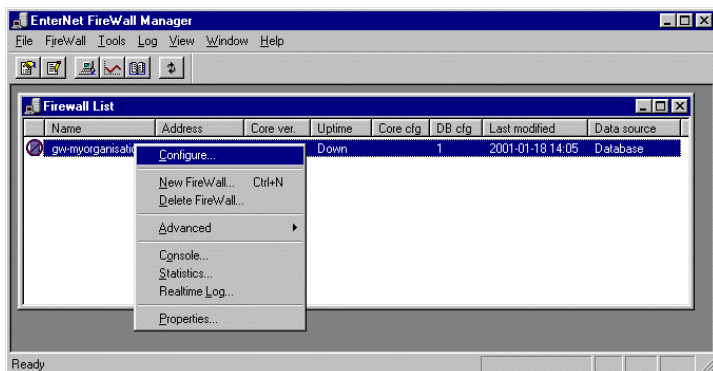 EnterNet FireWall Manager
File FireWall Tools Log View Window Help
Firewall List
Name Address Core ver. Uptime Core cfg DB cfg Last modified Data source
gw-myorganisatio Down 1 2001-01-18 14:05 Database
Configure...
New FireWall... Ctrl+N
Delete FireWall...
Advanced
Console...
Statistics...
Realtime Log...
Properties...
Ready